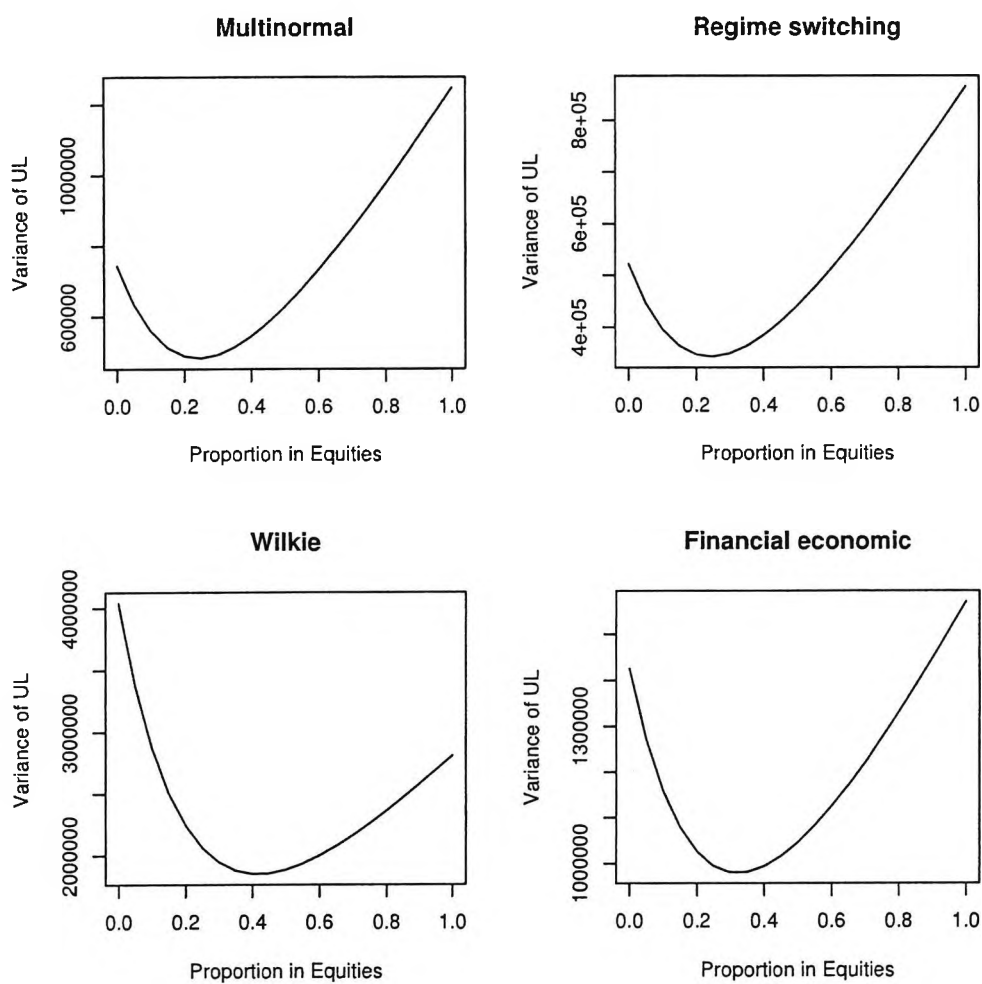 Multinormal
Variance of UL
600000 1000000
0.0 0.2 0.4 0.6 0.8 1.0
Proportion in Equities
Regime switching
Variance of UL
4e+05 6e+05 8e+05
0.0 0.2 0.4 0.6 0.8 1.0
Proportion in Equities
Wilkie
Variance of UL
2000000 3000000 4000000
0.0 0.2 0.4 0.6 0.8 1.0
Proportion in Equities
Financial economic
Variance of UL
1000000 1300000
0.0 0.2 0.4 0.6 0.8 1.0
Proportion in Equities